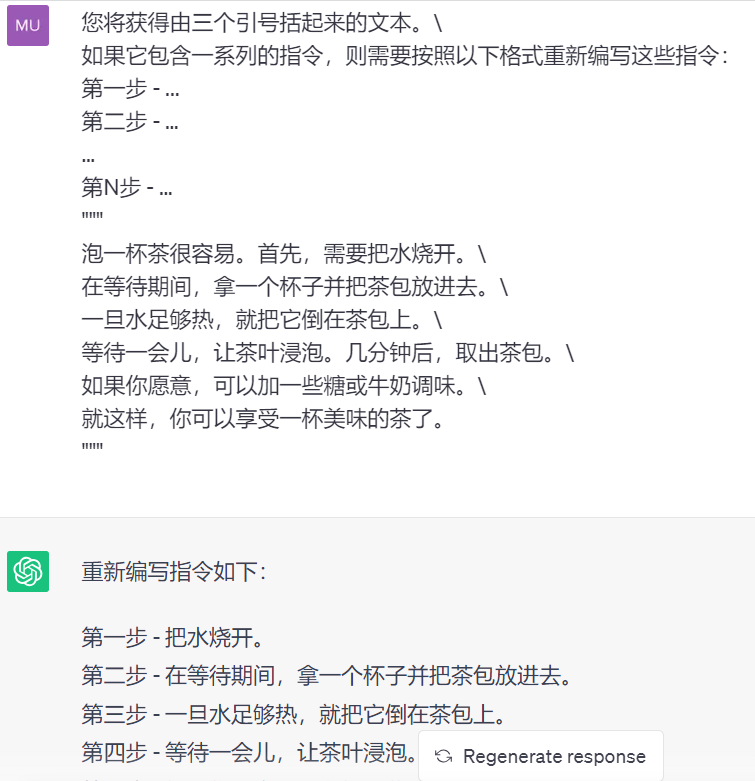 MU
您将获得由三个引号括起来的文本。\
如果它包含一系列的指令，则需要按照以下格式重新编写这些指令：
第一步 - ...
第二步 - ...
...
第N步 - ...
"""
泡一杯茶很容易。首先，需要把水烧开。\
在等待期间，拿一个杯子并把茶包放进去。\
一旦水足够热，就把它倒在茶包上。\
等待一会儿，让茶叶浸泡。几分钟后，取出茶包。\
如果你愿意，可以加一些糖或牛奶调味。\
就这样，你可以享受一杯美味的茶了。
"""
重新编写指令如下：
第一步 - 把水烧开。
第二步 - 在等待期间，拿一个杯子并把茶包放进去。
第三步 - 一旦水足够热，就把它倒在茶包上。
第四步 - 等待一会儿，让茶叶浸泡。
Regenerate response